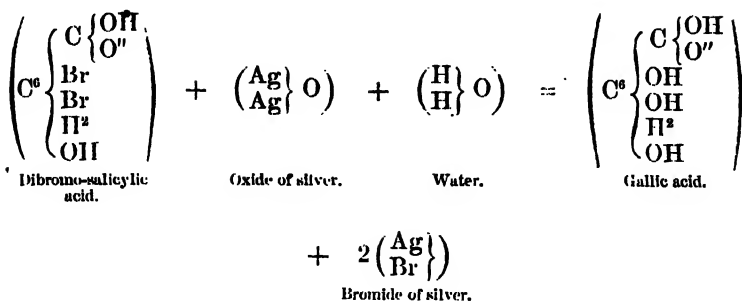 (C⁶ { C { OH O″ Br Br H² OH ) + ( Ag Ag } O ) + ( H H } O ) = (C⁶ { C { OH O″ OH OH H² OH )
Dibromo-salicylic acid. Oxide of silver. Water. Gallic acid.
+ 2 ( Ag Br } )
Bromide of silver.